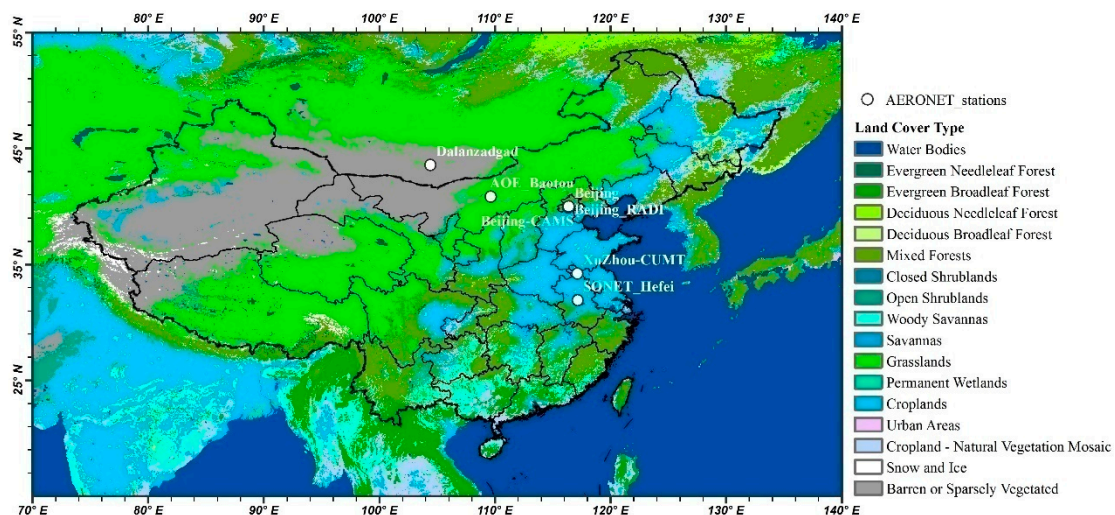 80° E 90° E 100° E 110° E 120° E 130° E 140° E
55° N
45° N
35° N
25° N
Dalanzadgad
AOE_Baotou
Beijing
Beijing-CAMS
Beijing_RADI
XuZhou-CUMT
SONET_Hefei
70° E 80° E 90° E 100° E 110° E 120° E 130° E 140° E
AERONET_stations
Land Cover Type
Water Bodies
Evergreen Needleleaf Forest
Evergreen Broadleaf Forest
Deciduous Needleleaf Forest
Deciduous Broadleaf Forest
Mixed Forests
Closed Shrublands
Open Shrublands
Woody Savannas
Savannas
Grasslands
Permanent Wetlands
Croplands
Urban Areas
Cropland - Natural Vegetation Mosaic
Snow and Ice
Barren or Sparsely Vegetated